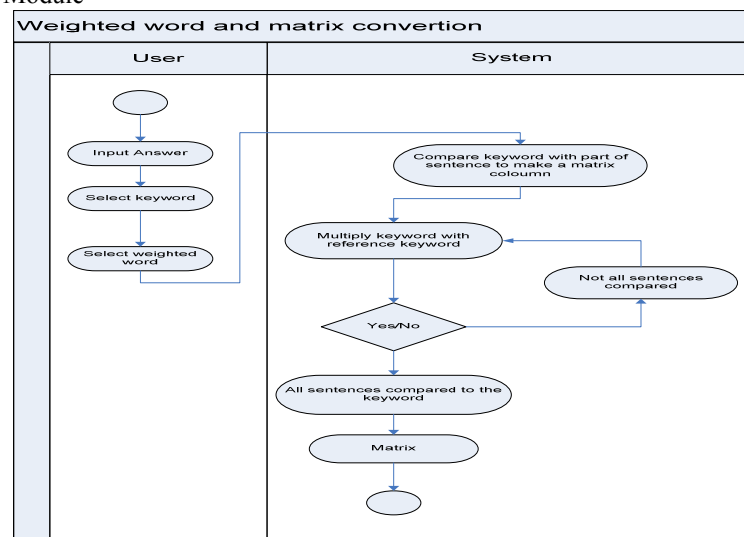 Module
Weighted word and matrix convertion
User
System
Input Answer
Select keyword
Select weighted
word
Compare keyword with part of
sentence to make a matrix
coloumn
Multiply keyword with
reference keyword
Not all sentences
compared
Yes/No
All sentences compared to the
keyword
Matrix